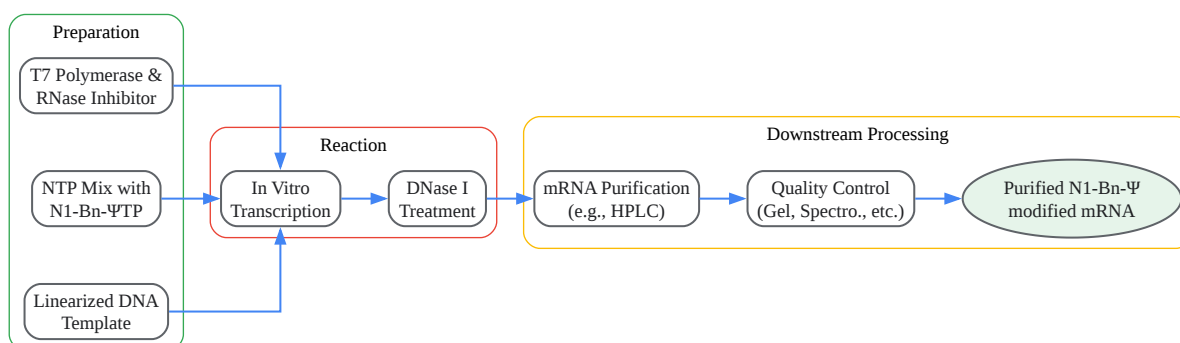 Preparation
T7 Polymerase &
RNase Inhibitor
NTP Mix with
N1-Bn-ΨTP
Linearized DNA
Template
Reaction
In Vitro
Transcription
DNase I
Treatment
Downstream Processing
mRNA Purification
(e.g., HPLC)
Quality Control
(Gel, Spectro., etc.)
Purified N1-Bn-Ψ
modified mRNA